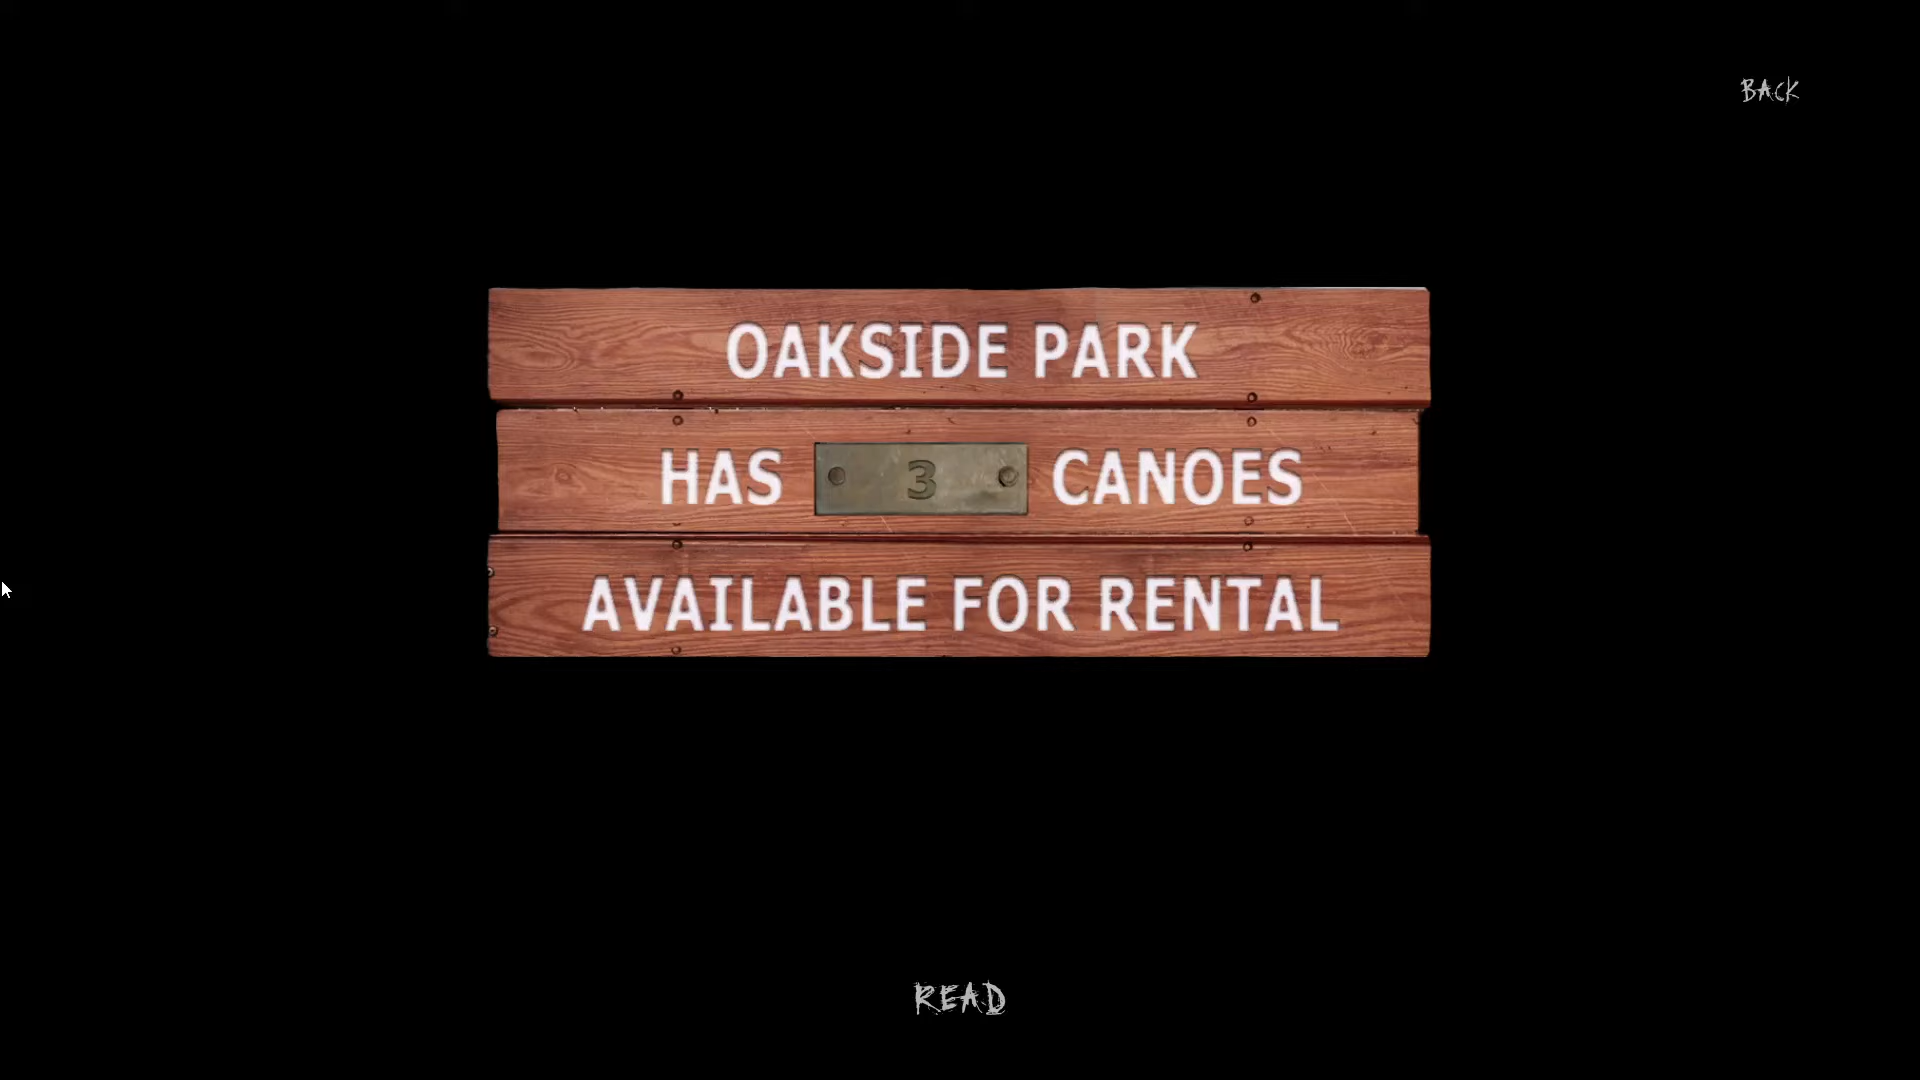 BACK
OAKSIDE PARK
HAS 3 CANOES
AVAILABLE FOR RENTAL
READ